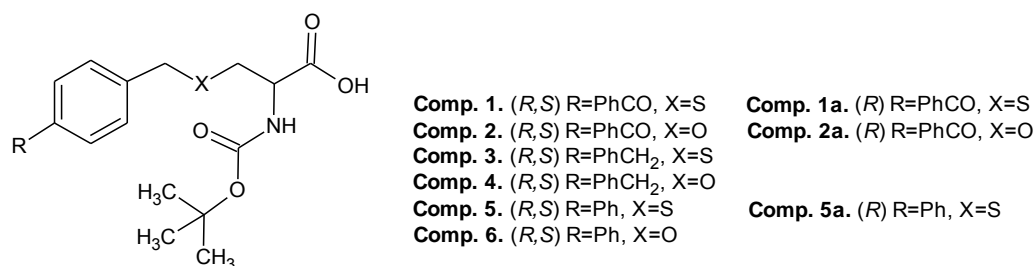 O
X
OH
R
O
NH
O
H₃C
H₃C
CH₃
Comp. 1. (R,S) R=PhCO, X=S
Comp. 1a. (R) R=PhCO, X=S
Comp. 2. (R,S) R=PhCO, X=O
Comp. 2a. (R) R=PhCO, X=O
Comp. 3. (R,S) R=PhCH₂, X=S
Comp. 4. (R,S) R=PhCH₂, X=O
Comp. 5. (R,S) R=Ph, X=S
Comp. 5a. (R) R=Ph, X=S
Comp. 6. (R,S) R=Ph, X=O